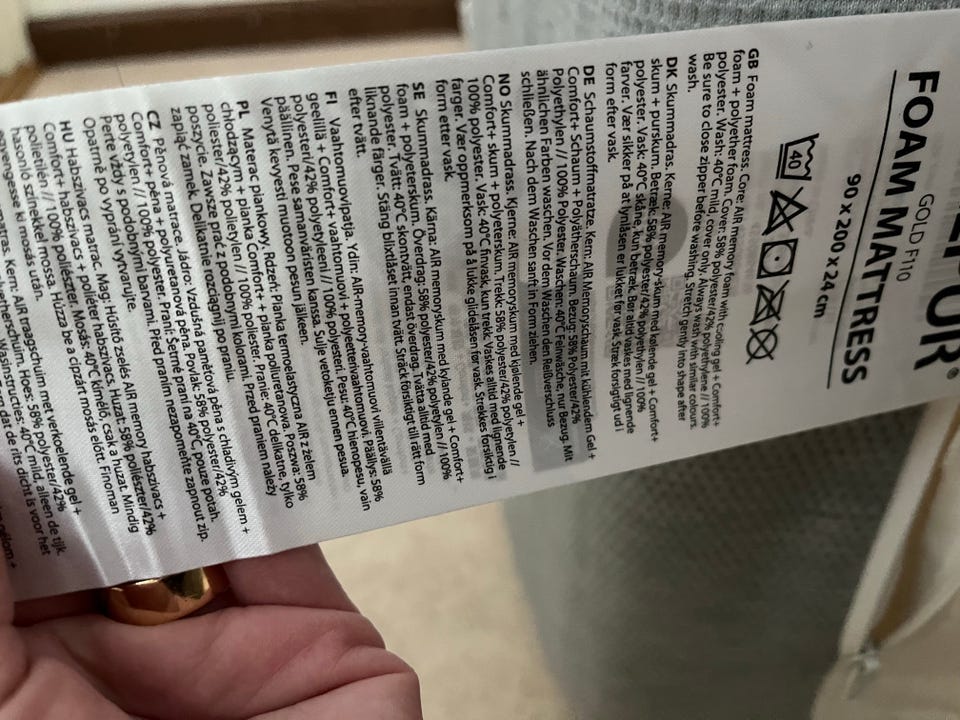 GOLD F110
FOAM MATTRESS
90 x 200 x 24 cm
40
GB Foam mattress. Core: AIR memory foam with cooling gel + Comfort+
foam + polyether foam. Cover: 58% polyester/42% polyethylene // 100%
polyester. Wash: 40°C mild, cover only. Always wash with similar colours.
Be sure to close zipper before washing. Stretch gently into shape after
wash.
DK Skummadras. Kerne: AIR memory-skum med kølende gel + Comfort+
skum + purskum. Betræk: 58% polyester/42% polyethylen // 100%
polyester. Vask: 40°C skåne, kun betræk. Bør altid vaskes med lignende
farver. Vær sikker på at lynlåsen er lukket før vask. Stræk forsigtigt ud i
form efter vask.
DE Schaumstoffmatratze. Kern: AIR Memoryschaum mit kühlendem Gel +
Comfort+ Schaum + Polyätherschaum. Bezug: 58% Polyester/42%
Polyethylen // 100% Polyester. Waschen: 40°C Feinwäsche, nur Bezug. Mit
ähnlichen Farben waschen. Vor dem Waschen den Reißverschluss
schließen. Nach dem Waschen sanft in Form ziehen.
NO Skummadrass. Kjerne: AIR memoryskum med kjølende gel +
Comfort+ skum + polyeterskum. Trekk: 58% polyester/42% polyetylen //
100% polyester. Vask: 40°C finvask, kun trekk. Vaskes alltid med lignende
farger. Vær oppmerksom på å lukke glidelåsen før vask. Strekkes forsiktig i
form etter vask.
SE Skummadrass. Kärna: AIR memoryskum med kylande gel + Comfort+
foam + polyeterskum. Överdrag: 58% polyester/42% polyetylen // 100%
polyester. Tvätt: 40°C skontvätt, endast överdrag. Tvätta alltid med
liknande färger. Stäng blixtlåset innan tvätt. Sträck försiktigt till rätt form
efter tvätt.
FI Vaahtomuovipatja. Ydin: AIR-memory-vaahtomuovi viilentävällä
geelillä + Comfort+ vaahtomuovi + polyeetterivaahtomuovi. Päällys: 58%
polyesteri/42% polyetyleeni // 100% polyesteri. Pesu: 40°C hienopesu, vain
päällinen. Pese samanväristen kanssa. Sulje vetoketju ennen pesua.
Venytä kevyesti muotoon pesun jälkeen.
PL Materac piankowy. Rdzeń: Pianka termoelastyczna AIR z żelem
chłodzącym + pianka Comfort+ + pianka poliuretanowa. Poszwa: 58%
poliester/42% polietylen // 100% poliester. Pranie: 40°C delikatne, tylko
poszycie. Zawsze prać z podobnymi kolorami. Przed praniem należy
zapiąć zamek. Delikatnie rozciągnij po praniu.
CZ Pěnová matrace. Jádro: Vzdušná paměťová pěna s chladivým gelem +
Comfort+ pěna + polyuretanová pěna. Povlak: 58% polyester/42%
polyetylen // 100% polyester. Praní: Šetrné praní na 40°C, pouze potah.
Perte vždy s podobnými barvami. Před praním nezapomeňte zapnout zip.
Opatrně po vyprání vytvarujte.
HU Habszivacs matrac. Mag: Hűsítő zselés AIR memory habszivacs +
Comfort+ habszivacs + poliéter habszivacs. Huzat: 58% poliészter/42%
polietilén // 100% poliészter. Mosás: 40°C kímélő, csak a huzat. Mindig
hasonló színekkel mossa. Húzza be a cipzárt mosás előtt. Finoman
egyengesse ki mosás után.
matras. Kern: AIR traagschuim met verkoelende gel +
polyetherschuim. Hoes: 58% polyester/42%
Wasinstructies: 40°C mild, alleen de tijk.
dat de rits dicht is voor het